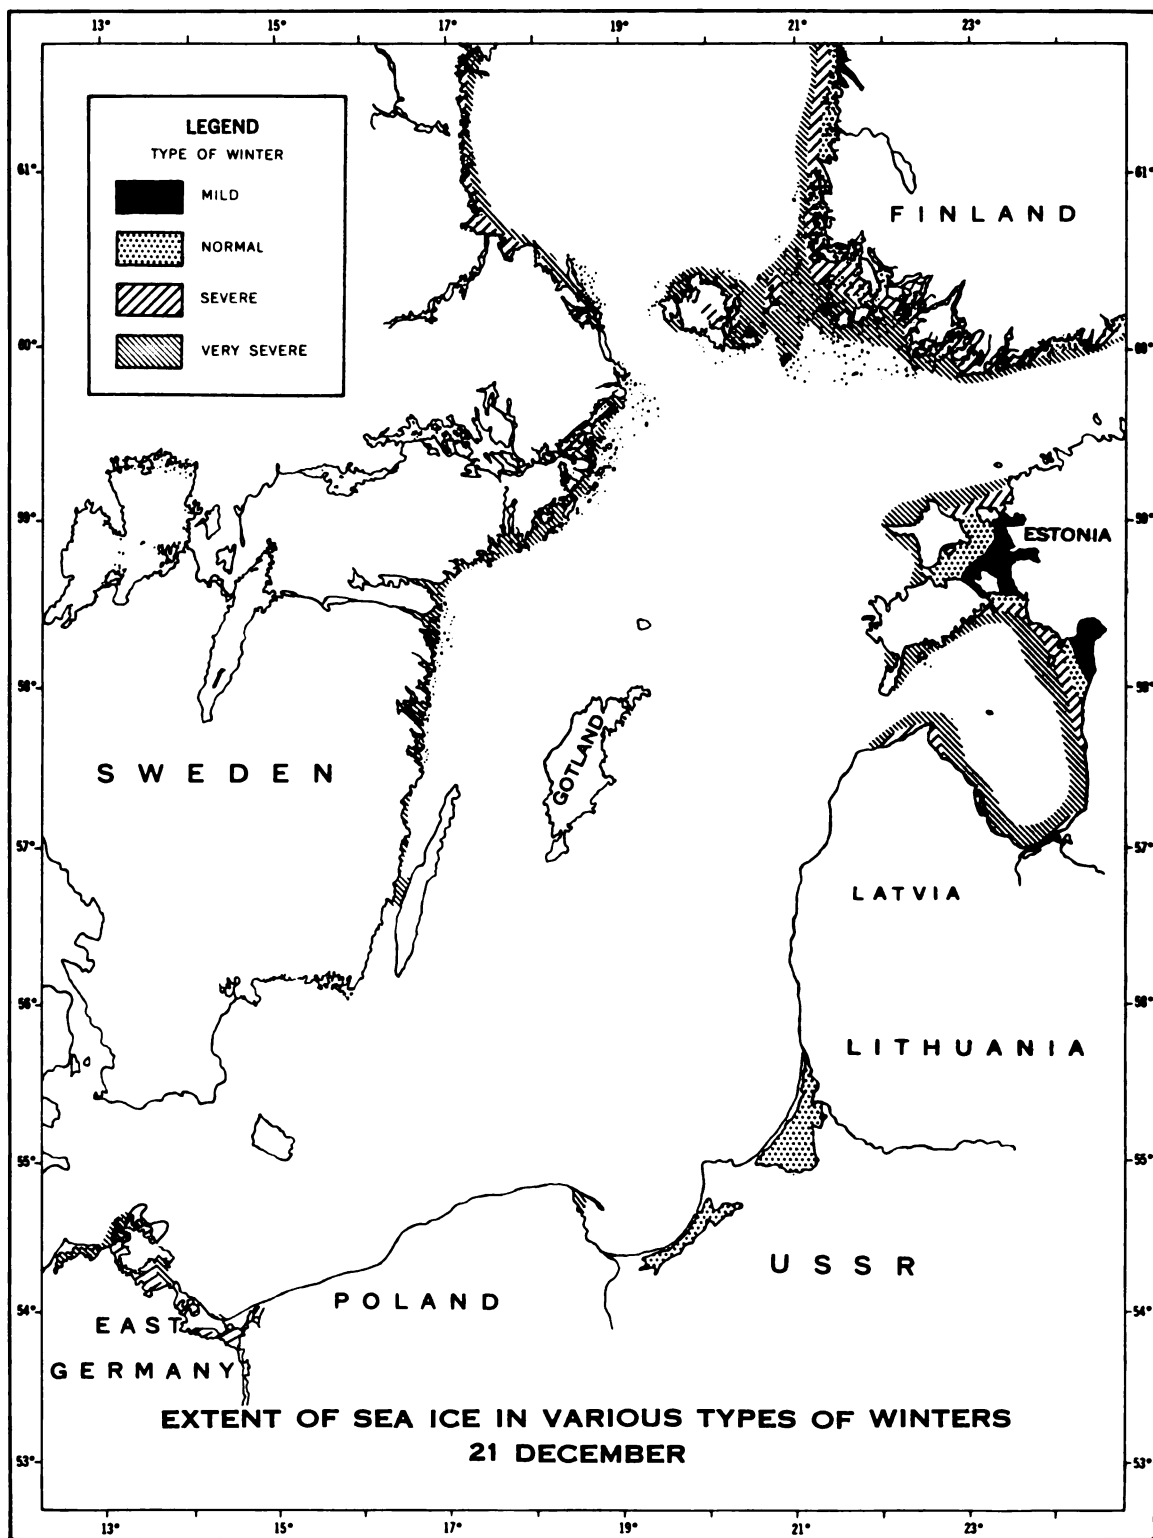 13° 15° 17° 19° 21° 23°
LEGEND
TYPE OF WINTER
MILD
NORMAL
SEVERE
VERY SEVERE
61° 61°
FINLAND
60° 60°
59° 59°
ESTONIA
58° 58°
SWEDEN
GOTLAND
57° 57°
LATVIA
56° 56°
LITHUANIA
55° 55°
USSR
POLAND
54° 54°
EAST
GERMANY
EXTENT OF SEA ICE IN VARIOUS TYPES OF WINTERS
21 DECEMBER
53° 53°
13° 15° 17° 19° 21° 23°